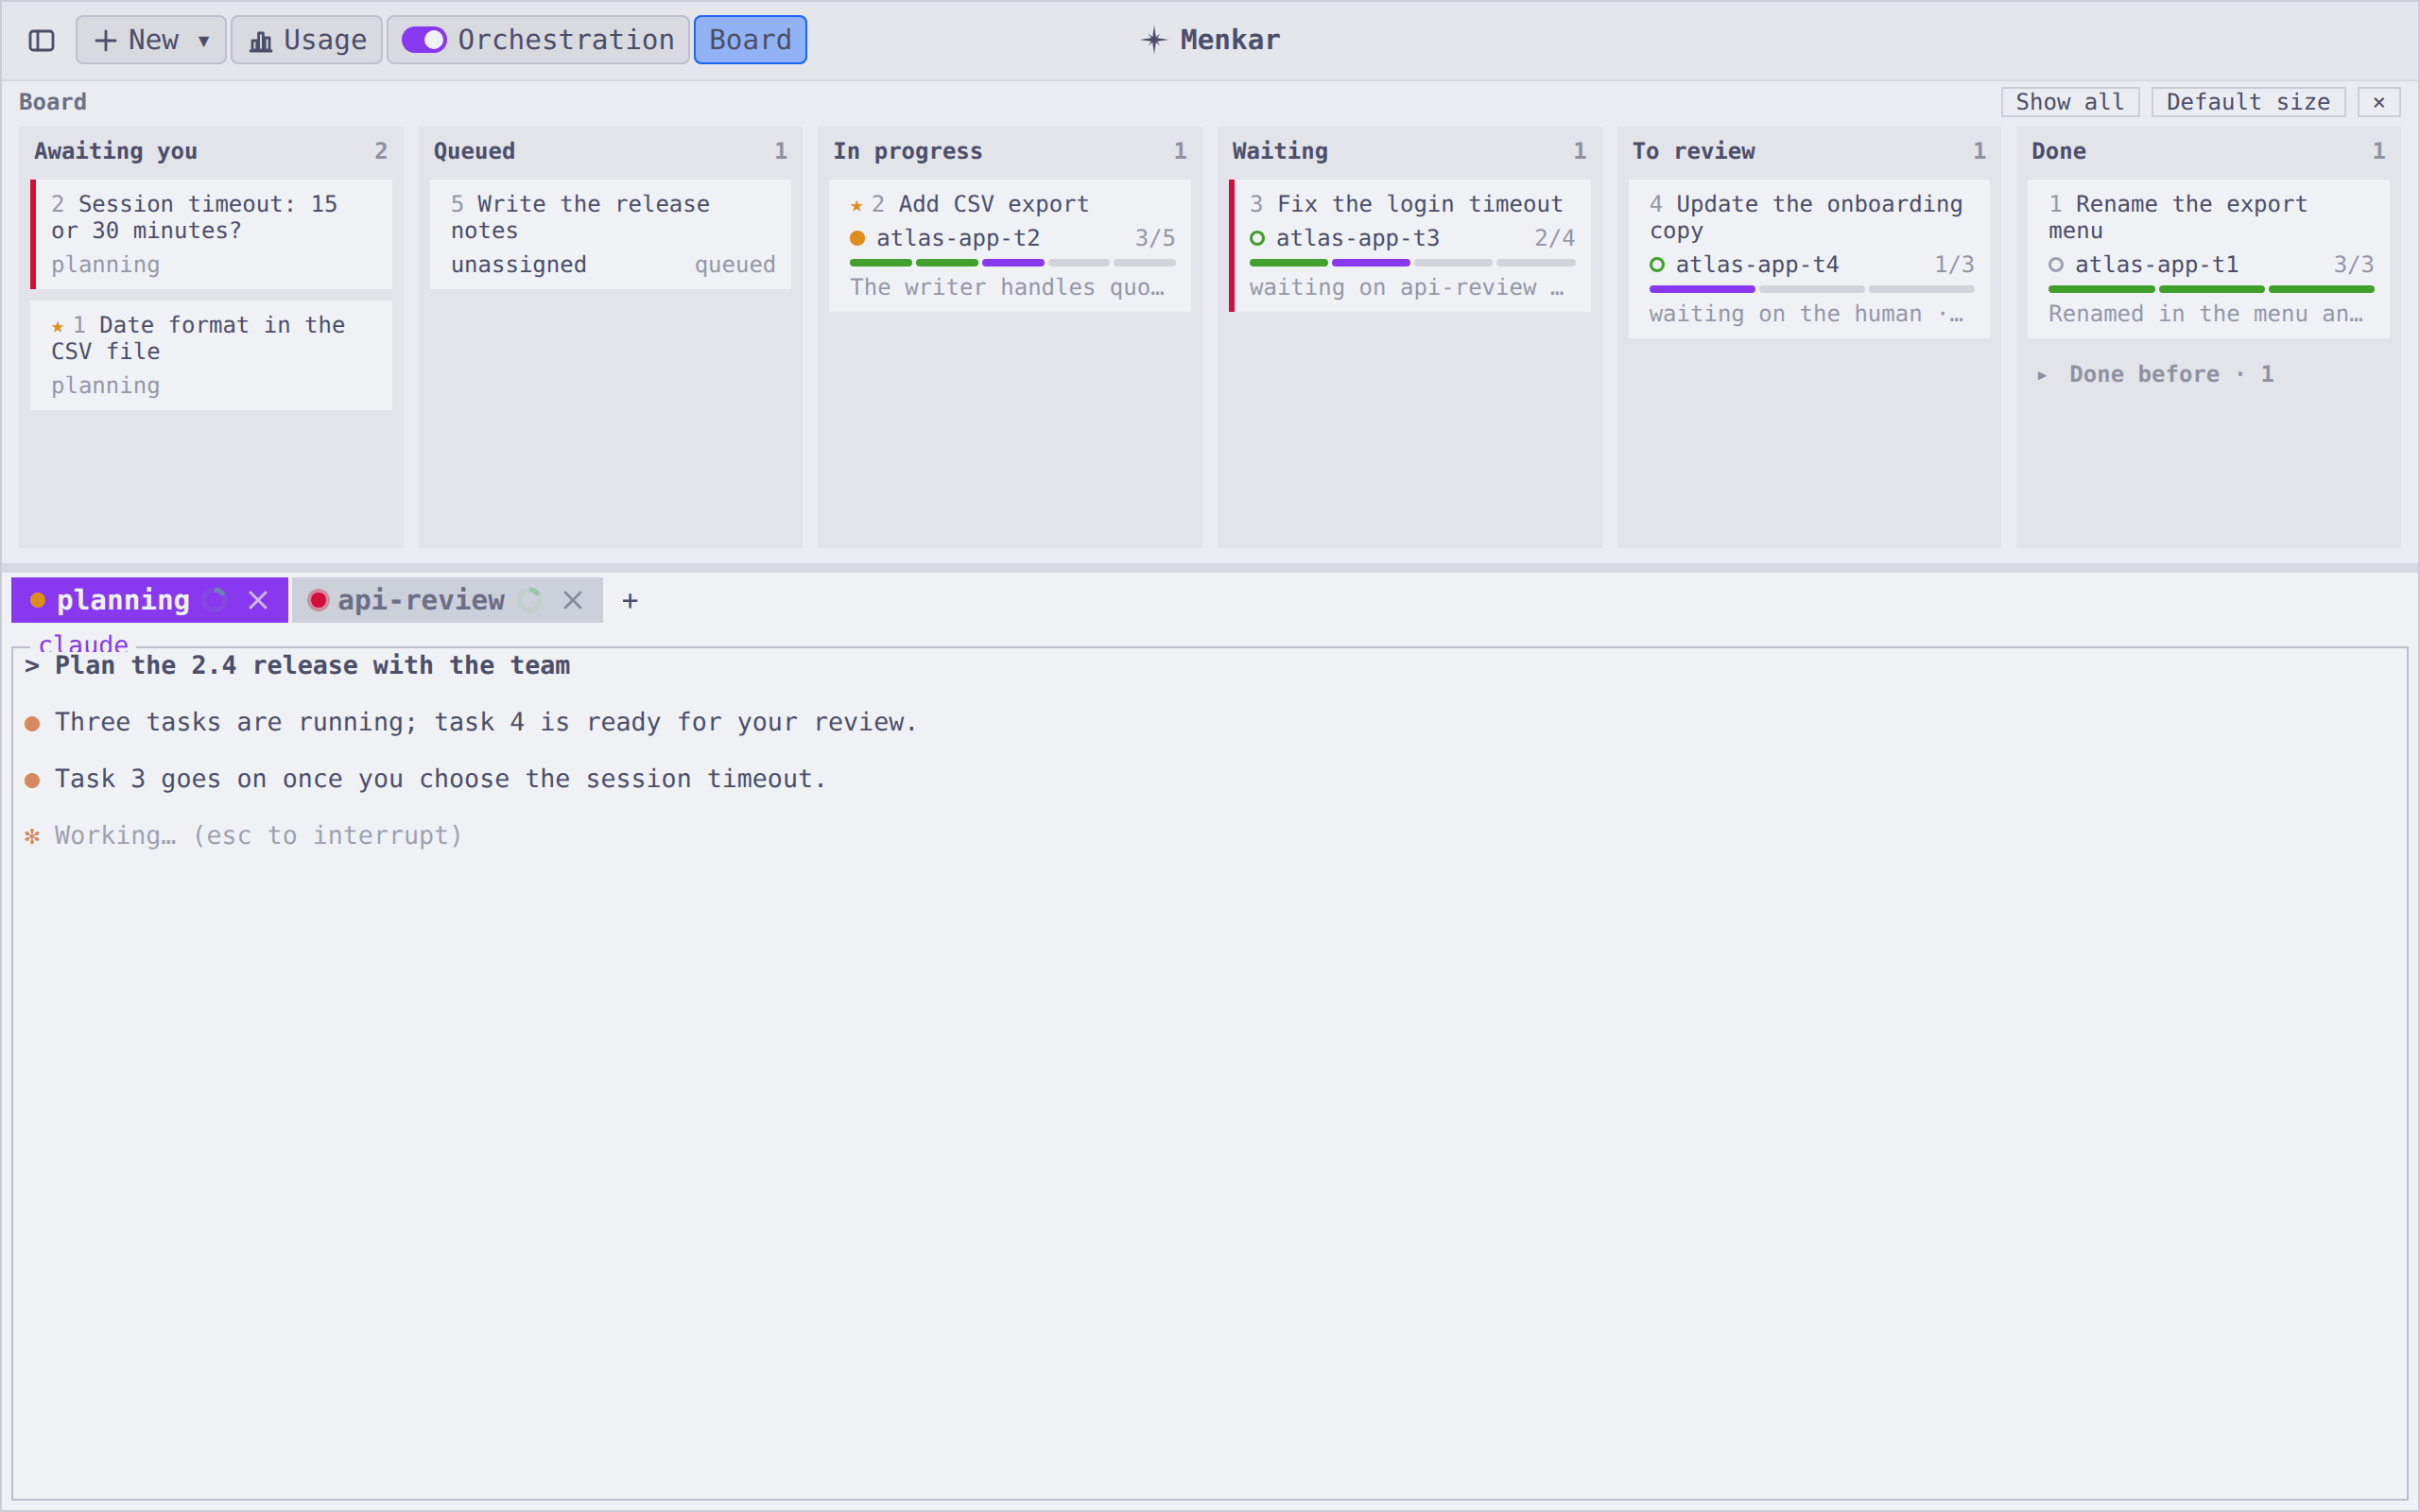 New ▼ Usage Orchestration Board Menkar
Board Show all Default size ×
Awaiting you 2
2 Session timeout: 15
or 30 minutes?
planning
★ 1 Date format in the
CSV file
planning
Queued 1
5 Write the release
notes
unassigned queued
In progress 1
★ 2 Add CSV export
atlas-app-t2 3/5
The writer handles quo…
Waiting 1
3 Fix the login timeout
atlas-app-t3 2/4
waiting on api-review …
To review 1
4 Update the onboarding
copy
atlas-app-t4 1/3
waiting on the human ·…
Done 1
1 Rename the export
menu
atlas-app-t1 3/3
Renamed in the menu an…
▸ Done before · 1
planning api-review +
claude
> Plan the 2.4 release with the team
● Three tasks are running; task 4 is ready for your review.
● Task 3 goes on once you choose the session timeout.
✻ Working… (esc to interrupt)